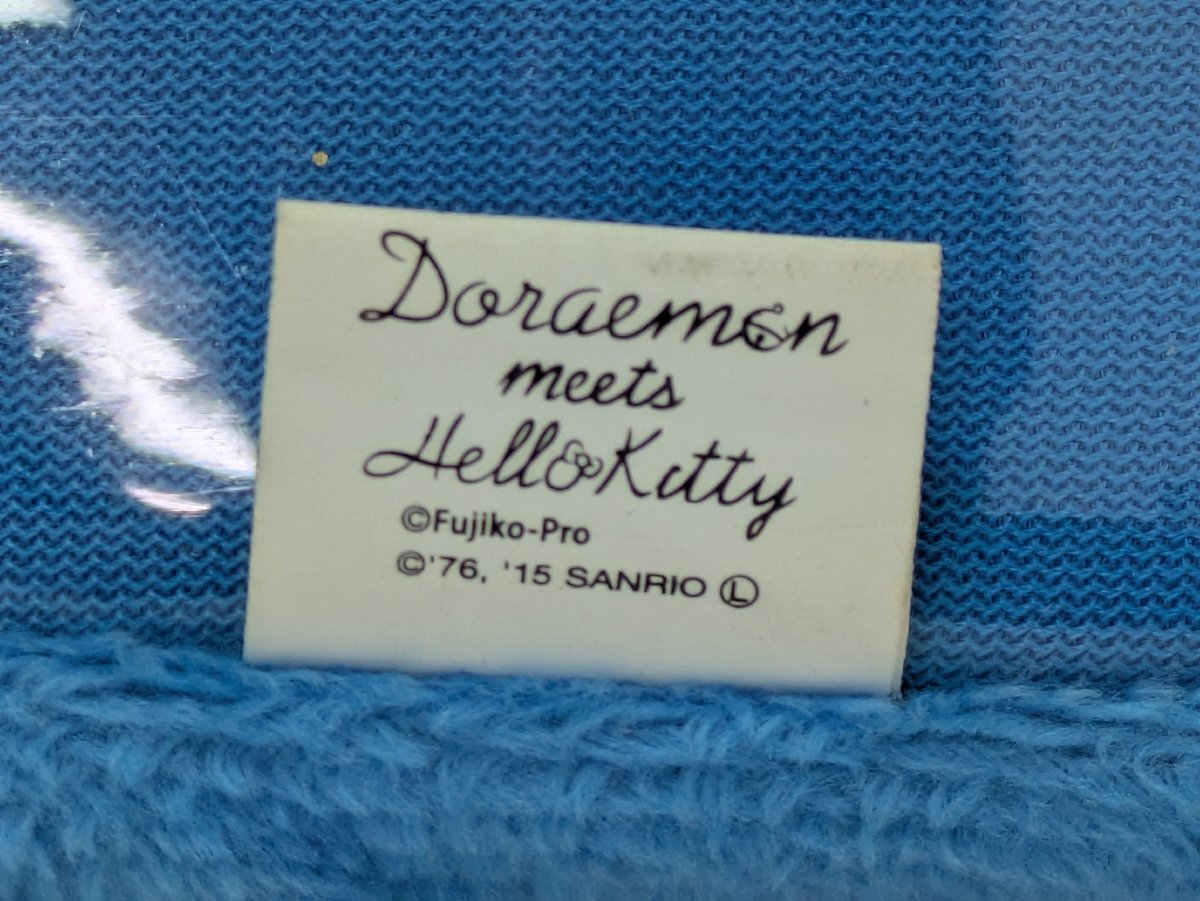 Doraemon
meets
Hello Kitty
©Fujiko-Pro
©'76, '15 SANRIO Ⓛ